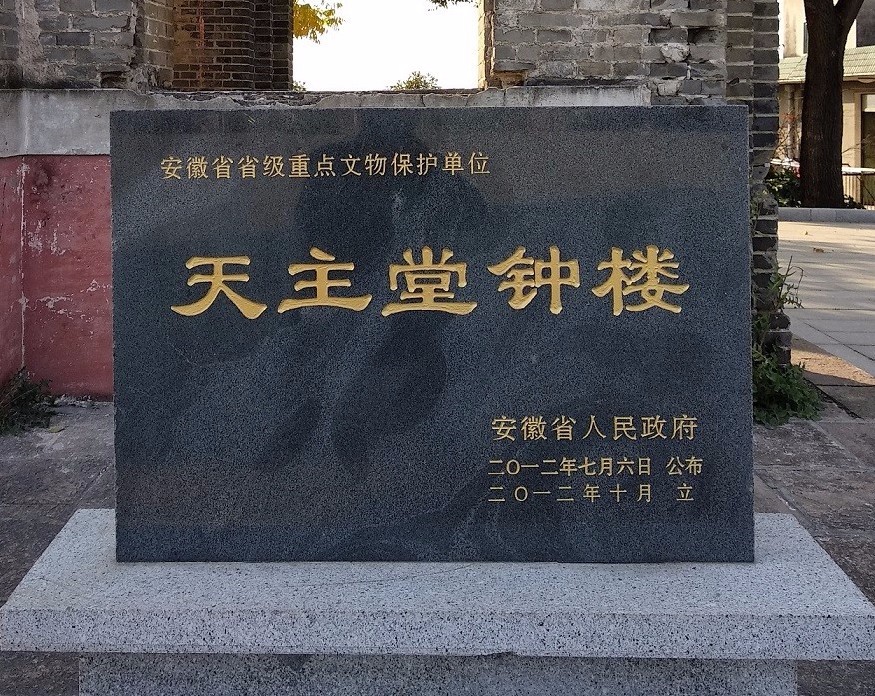 安徽省省级重点文物保护单位
天主堂钟楼
安徽省人民政府
二〇一二年七月六日 公布
二〇一二年十月 立